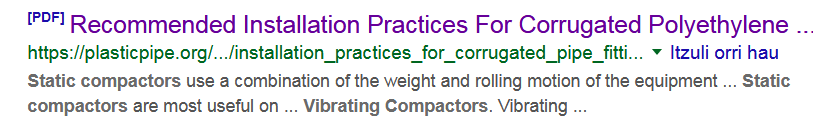 [PDF] Recommended Installation Practices For Corrugated Polyethylene ...
https://plasticpipe.org/.../installation_practices_for_corrugated_pipe_fitti... ▼ Itzuli orri hau
Static compactors use a combination of the weight and rolling motion of the equipment ... Static
compactors are most useful on ... Vibrating Compactors. Vibrating ...